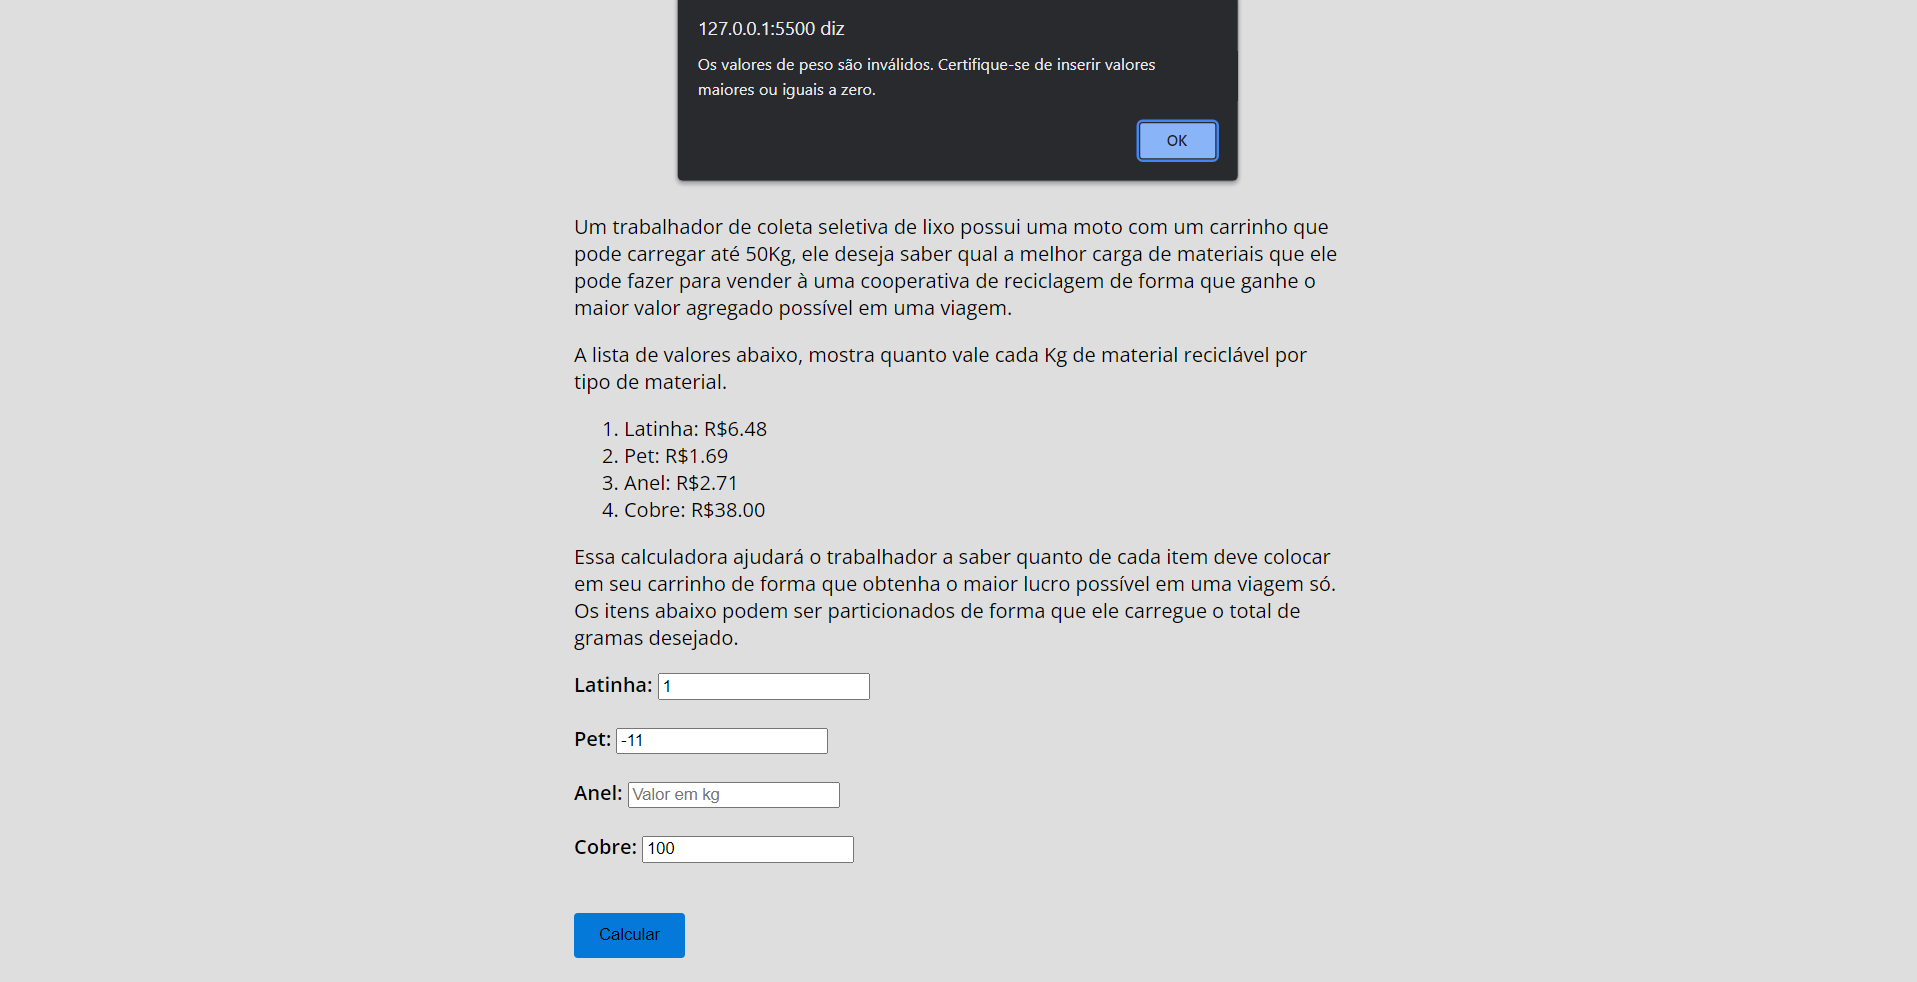 127.0.0.1:5500 diz
Os valores de peso são inválidos. Certifique-se de inserir valores
maiores ou iguais a zero.
OK
Um trabalhador de coleta seletiva de lixo possui uma moto com um carrinho que
pode carregar até 50Kg, ele deseja saber qual a melhor carga de materiais que ele
pode fazer para vender à uma cooperativa de reciclagem de forma que ganhe o
maior valor agregado possível em uma viagem.
A lista de valores abaixo, mostra quanto vale cada Kg de material reciclável por
tipo de material.
1. Latinha: R$6.48
2. Pet: R$1.69
3. Anel: R$2.71
4. Cobre: R$38.00
Essa calculadora ajudará o trabalhador a saber quanto de cada item deve colocar
em seu carrinho de forma que obtenha o maior lucro possível em uma viagem só.
Os itens abaixo podem ser particionados de forma que ele carregue o total de
gramas desejado.
Latinha: 1
Pet: -11
Anel: Valor em kg
Cobre: 100
Calcular